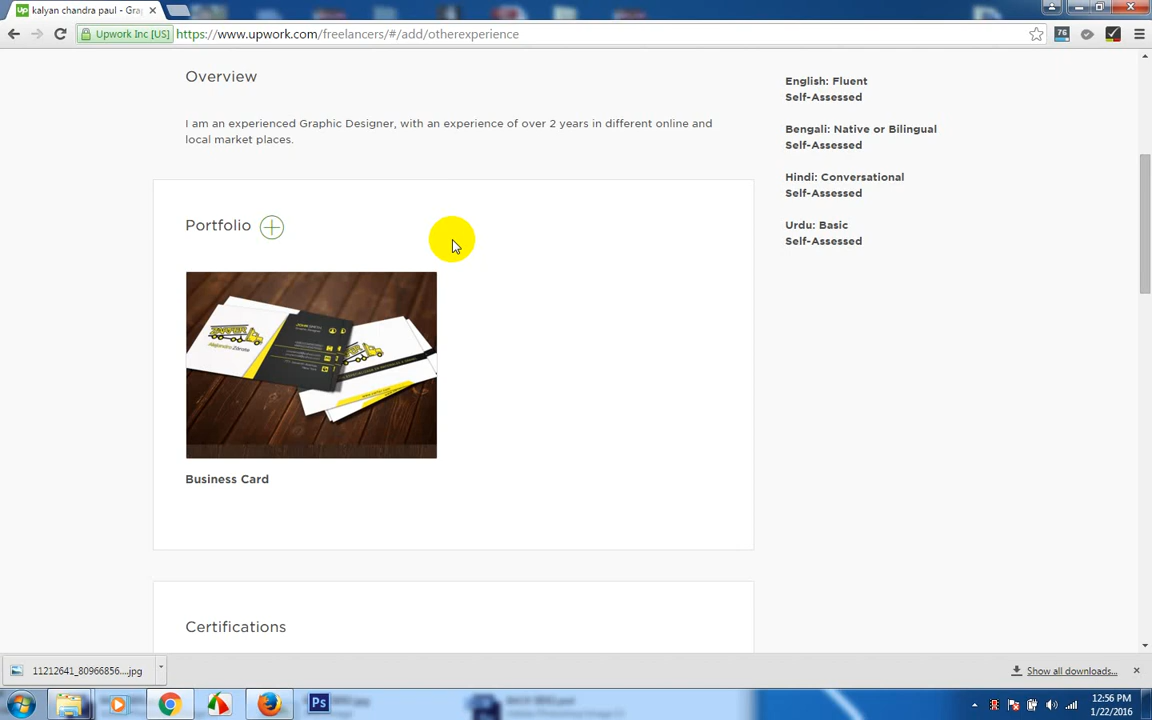 kalyan chandra paul - Gra
Upwork Inc [US]
https://www.upwork.com/freelancers/#/add/otherexperience
76
Overview
I am an experienced Graphic Designer, with an experience of over 2 years in different online and
local market places.
English: Fluent
Self-Assessed
Bengali: Native or Bilingual
Self-Assessed
Hindi: Conversational
Self-Assessed
Urdu: Basic
Self-Assessed
Portfolio
Business Card
Certifications
11212641_80966856....jpg
Show all downloads...
Ps
12:56 PM
1/22/2016